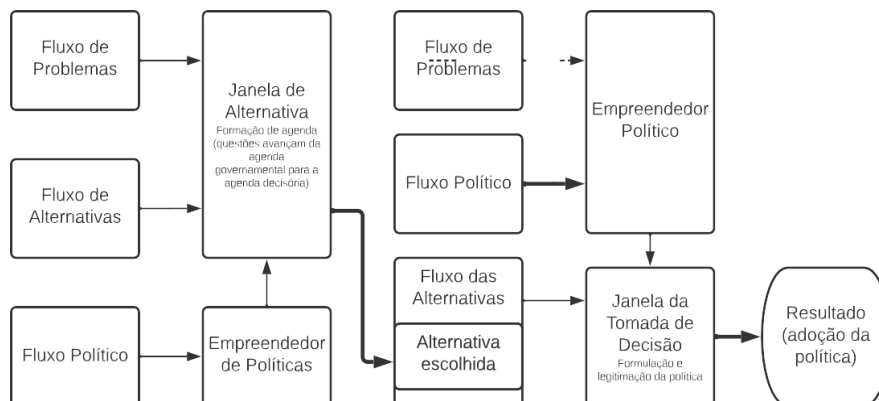 Fluxo de
Problemas
Janela de
Alternativa
Formação de agenda
(questões avançam da
agenda
governamental para a
agenda decisória)
Fluxo de
Alternativas
Fluxo Político
Empreendedor
de Políticas
Fluxo de
Problemas
Empreendedor
Político
Fluxo Político
Fluxo das
Alternativas
Alternativa
escolhida
Janela da
Tomada de
Decisão
Formulação e
legitimação da política
Resultado
(adoção da
política)